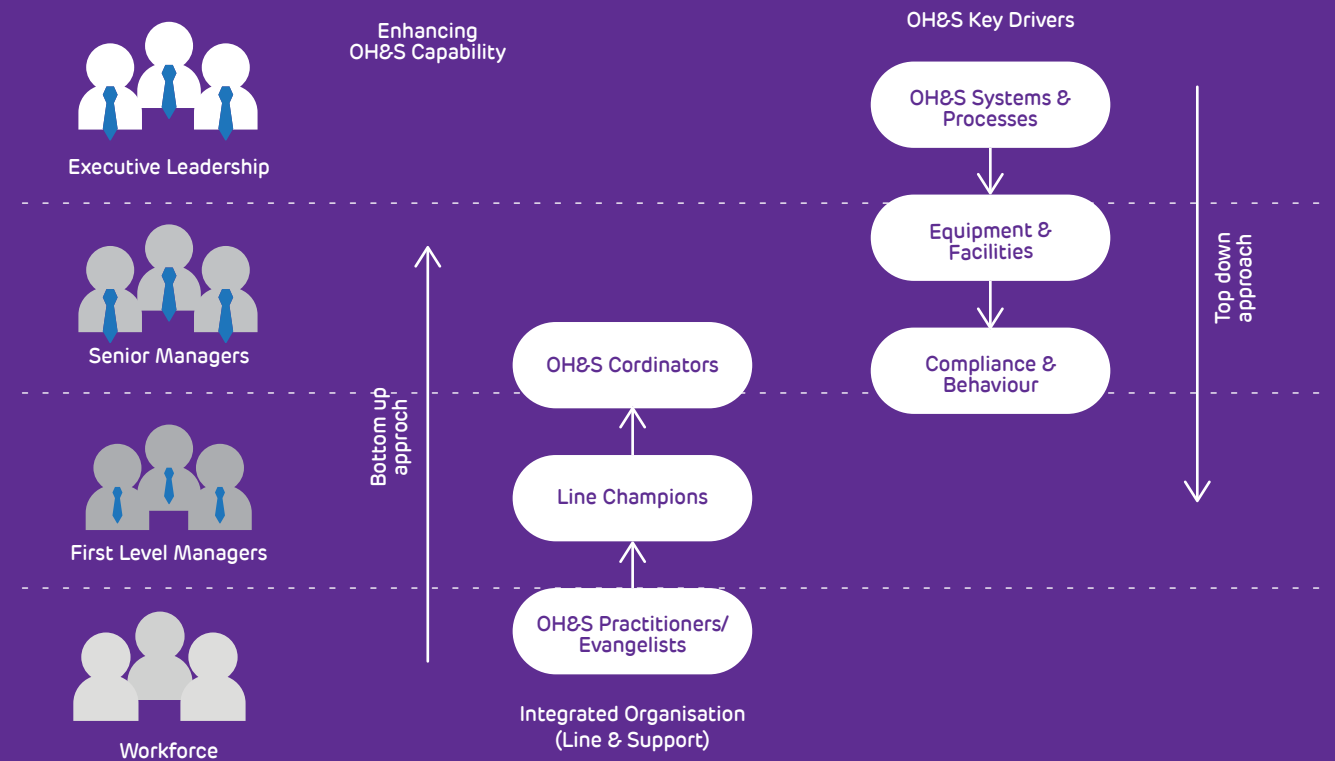 Enhancing
OH&S Capability
OH&S Key Drivers
OH&S Systems &
Processes
Executive Leadership
Equipment &
Facilities
Top down
approach
Senior Managers
OH&S Cordinators
Compliance &
Behaviour
Bottom up
approch
Line Champions
First Level Managers
OH&S Practitioners/
Evangelists
Integrated Organisation
(Line & Support)
Workforce